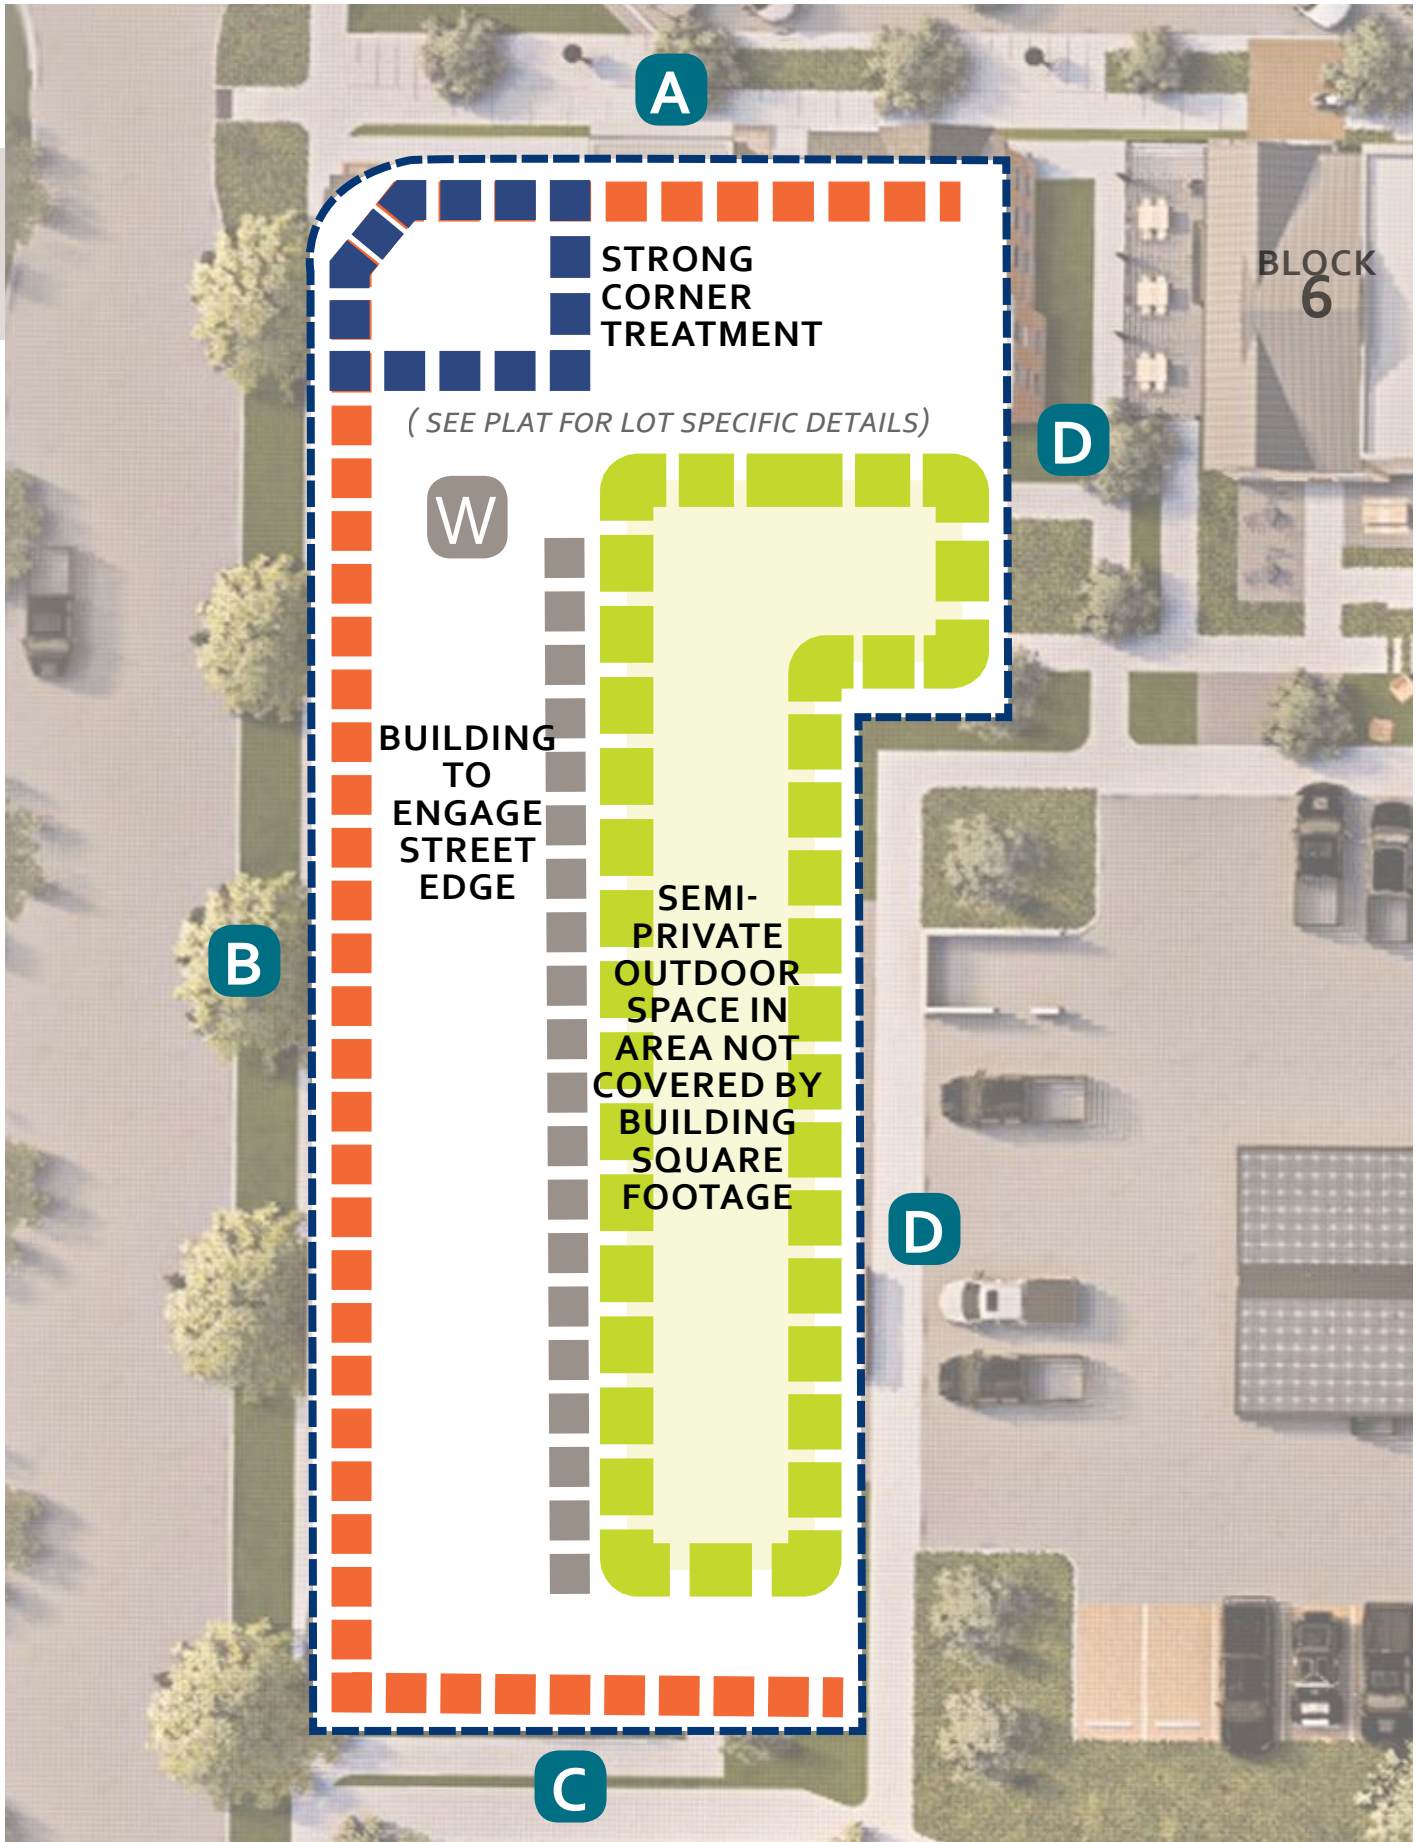 A
STRONG
CORNER
TREATMENT
BLOCK
6
( SEE PLAT FOR LOT SPECIFIC DETAILS)
D
W
BUILDING
TO
ENGAGE
STREET
EDGE
SEMI-
PRIVATE
OUTDOOR
SPACE IN
AREA NOT
COVERED BY
BUILDING
SQUARE
FOOTAGE
B
D
C